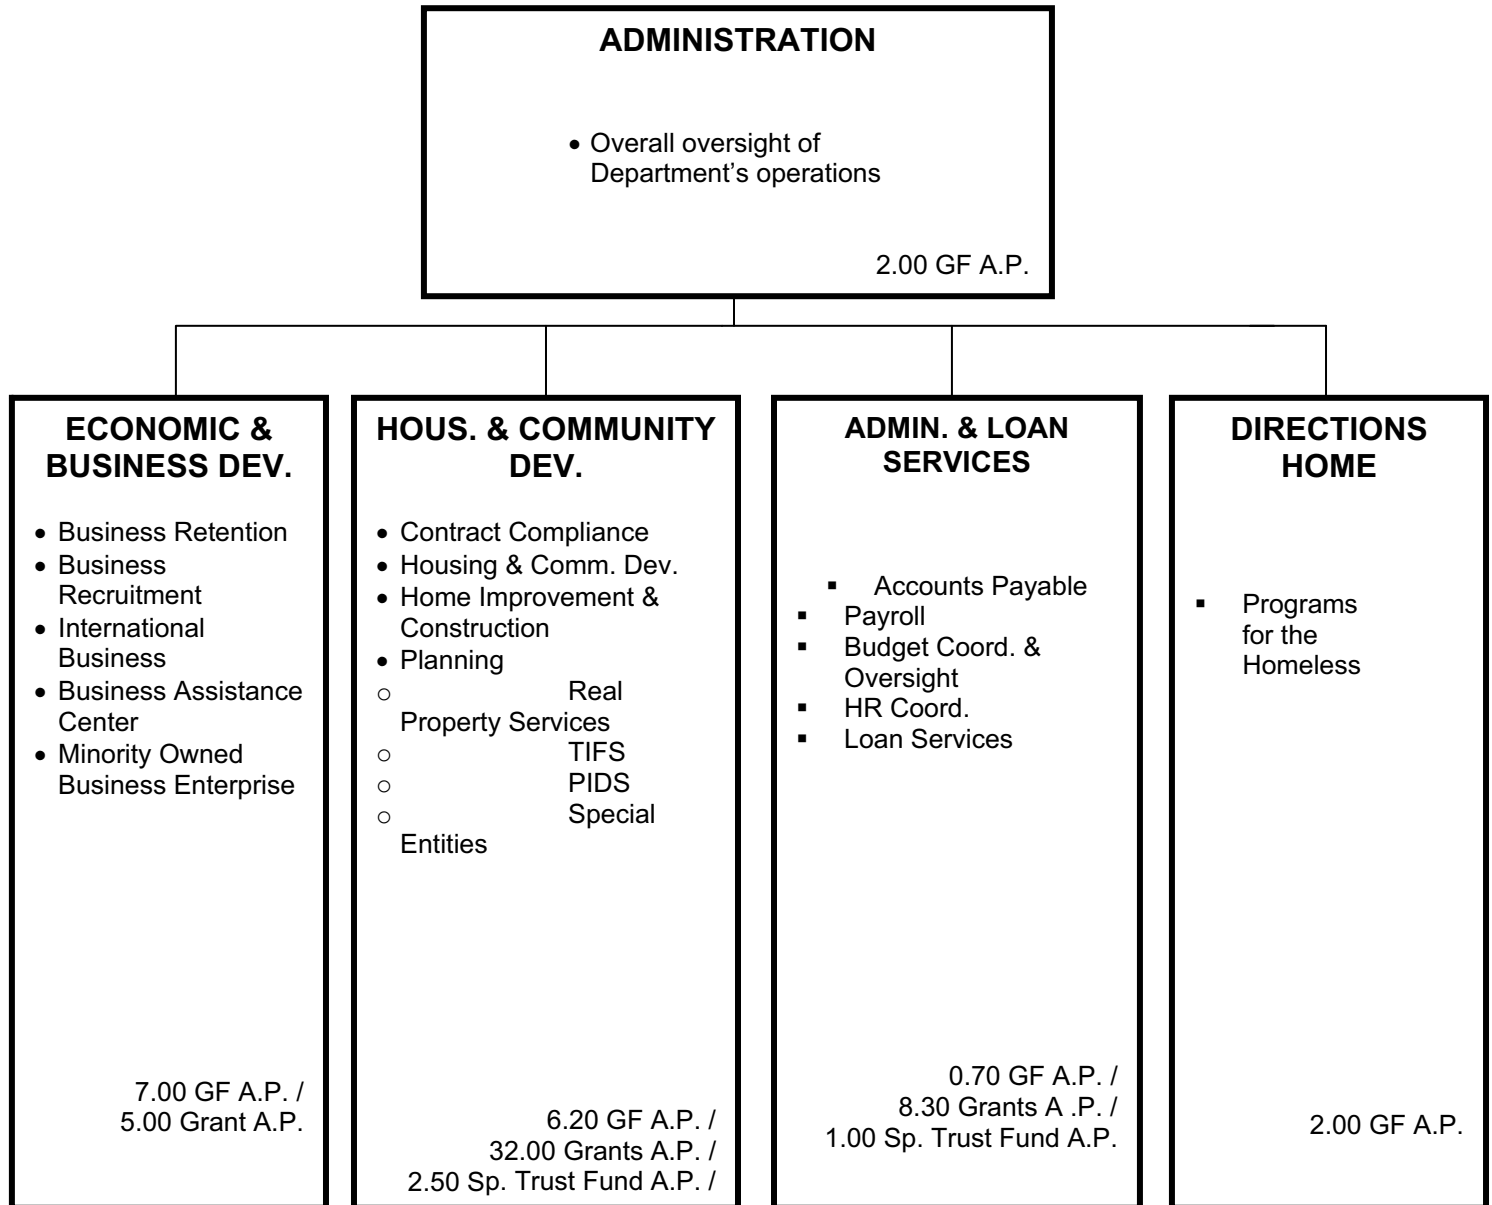 ADMINISTRATION
• Overall oversight of
Department’s operations
2.00 GF A.P.
ECONOMIC &
BUSINESS DEV.
• Business Retention
• Business
Recruitment
• International
Business
• Business Assistance
Center
• Minority Owned
Business Enterprise
7.00 GF A.P. /
5.00 Grant A.P.
HOUS. & COMMUNITY
DEV.
• Contract Compliance
• Housing & Comm. Dev.
• Home Improvement &
Construction
• Planning
o Real
Property Services
o TIFS
o PIDS
o Special
Entities
6.20 GF A.P. /
32.00 Grants A.P. /
2.50 Sp. Trust Fund A.P. /
ADMIN. & LOAN
SERVICES
▪ Accounts Payable
▪ Payroll
▪ Budget Coord. &
Oversight
▪ HR Coord.
▪ Loan Services
0.70 GF A.P. /
8.30 Grants A .P. /
1.00 Sp. Trust Fund A.P.
DIRECTIONS
HOME
▪ Programs
for the
Homeless
2.00 GF A.P.